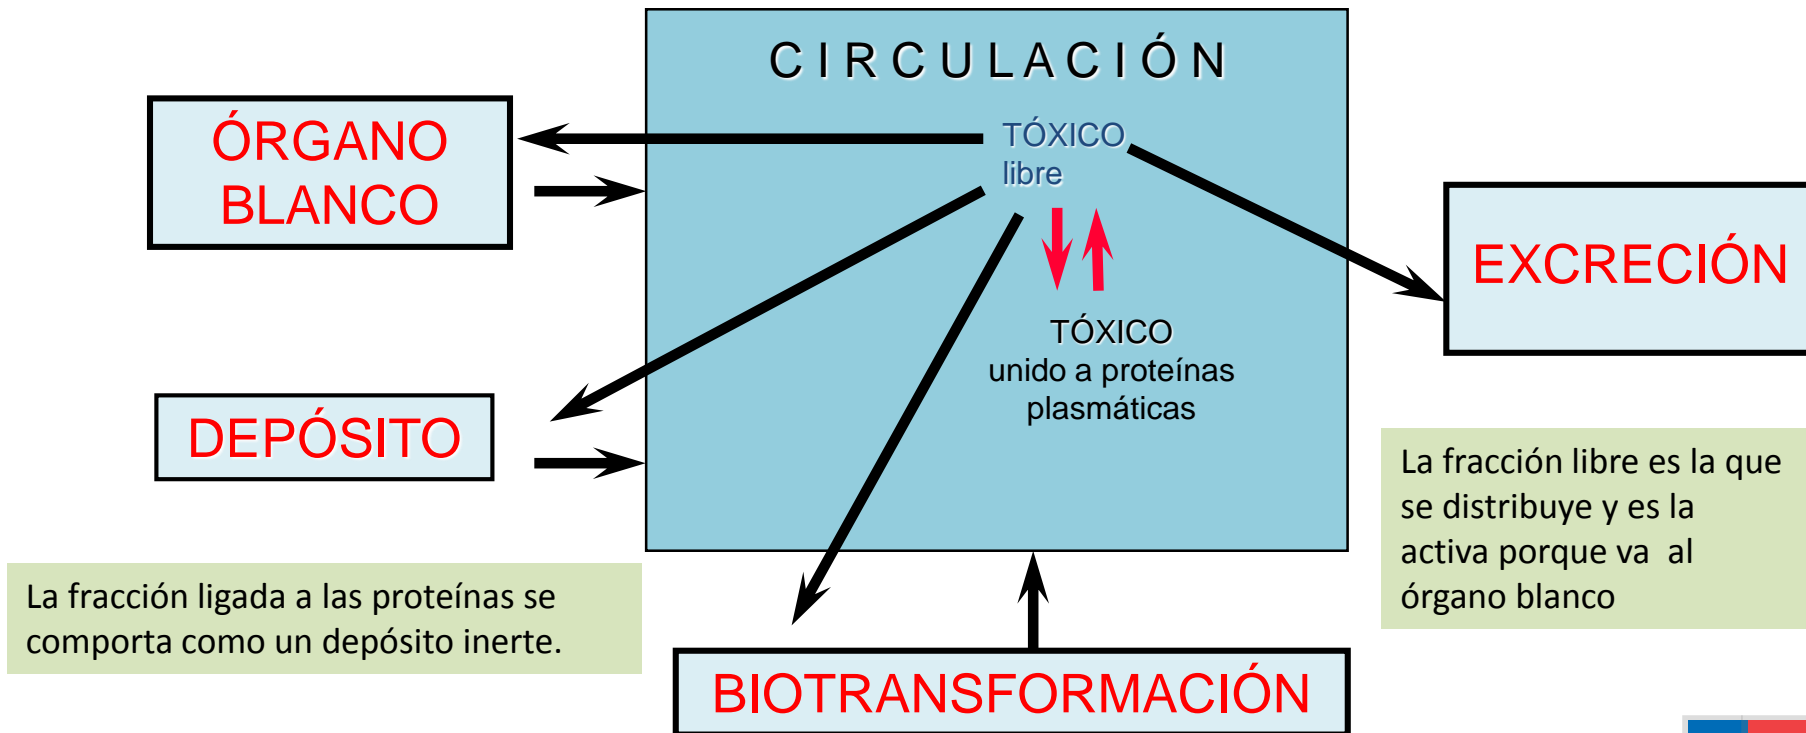 C I R C U L A C I Ó N
ÓRGANO
BLANCO
TÓXICO
libre
EXCRECIÓN
TÓXICO
unido a proteínas
plasmáticas
DEPÓSITO
La fracción libre es la que
se distribuye y es la
activa porque va al
órgano blanco
La fracción ligada a las proteínas se
comporta como un depósito inerte.
BIOTRANSFORMACIÓN